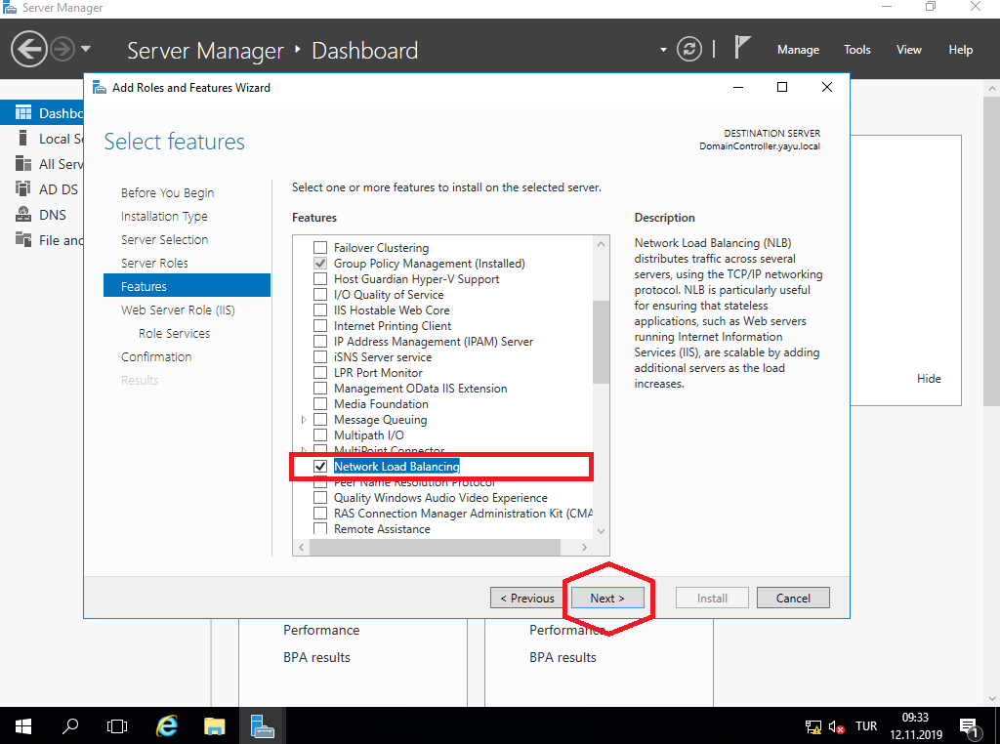 Server Manager
Server Manager • Dashboard
Manage
Tools
View
Help
Dashbo
Local Se
All Serv
AD DS
DNS
File and
Add Roles and Features Wizard
Select features
DESTINATION SERVER
DomainController.yayu.local
Before You Begin
Installation Type
Server Selection
Server Roles
Features
Web Server Role (IIS)
Role Services
Confirmation
Results
Select one or more features to install on the selected server.
Features
Failover Clustering
Group Policy Management (Installed)
Host Guardian Hyper-V Support
I/O Quality of Service
IIS Hostable Web Core
Internet Printing Client
IP Address Management (IPAM) Server
iSNS Server service
LPR Port Monitor
Management OData IIS Extension
Media Foundation
Message Queuing
Multipath I/O
MultiPoint Connector
Network Load Balancing
Peer Name Resolution Protocol
Quality Windows Audio Video Experience
RAS Connection Manager Administration Kit (CMA
Remote Assistance
Description
Network Load Balancing (NLB)
distributes traffic across several
servers, using the TCP/IP networking
protocol. NLB is particularly useful
for ensuring that stateless
applications, such as Web servers
running Internet Information
Services (IIS), are scalable by adding
additional servers as the load
increases.
Hide
< Previous
Next >
Install
Cancel
Performance
BPA results
Performance
BPA results
TUR
09:33
12.11.2019
1